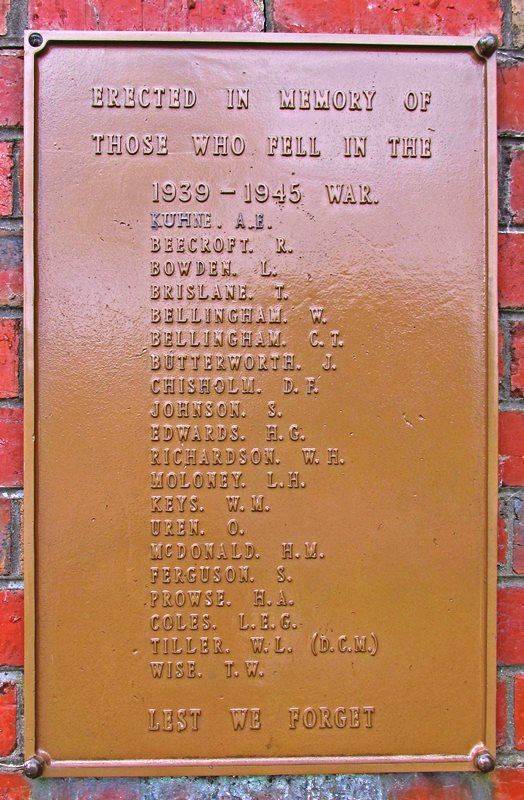 ERECTED IN MEMORY OF
THOSE WHO FELL IN THE
1939 - 1945 WAR.
KUHNE. A.E.
BEECROFT. R.
BOWDEN. L.
BRISLANE. T.
BELLINGHAM. W.
BELLINGHAM. C.T.
BUTTERWORTH. J.
CHISHOLM. D.F.
JOHNSON. S.
EDWARDS. H.G.
RICHARDSON. W.H.
MOLONEY. L.H.
KEYS. W.M.
UREN. O.
McDONALD. H.M.
FERGUSON. S.
PROWSE. H.A.
COLES. L.E.G.
TILLER. W.L. (D.C.M.)
WISE. T.W.
LEST WE FORGET